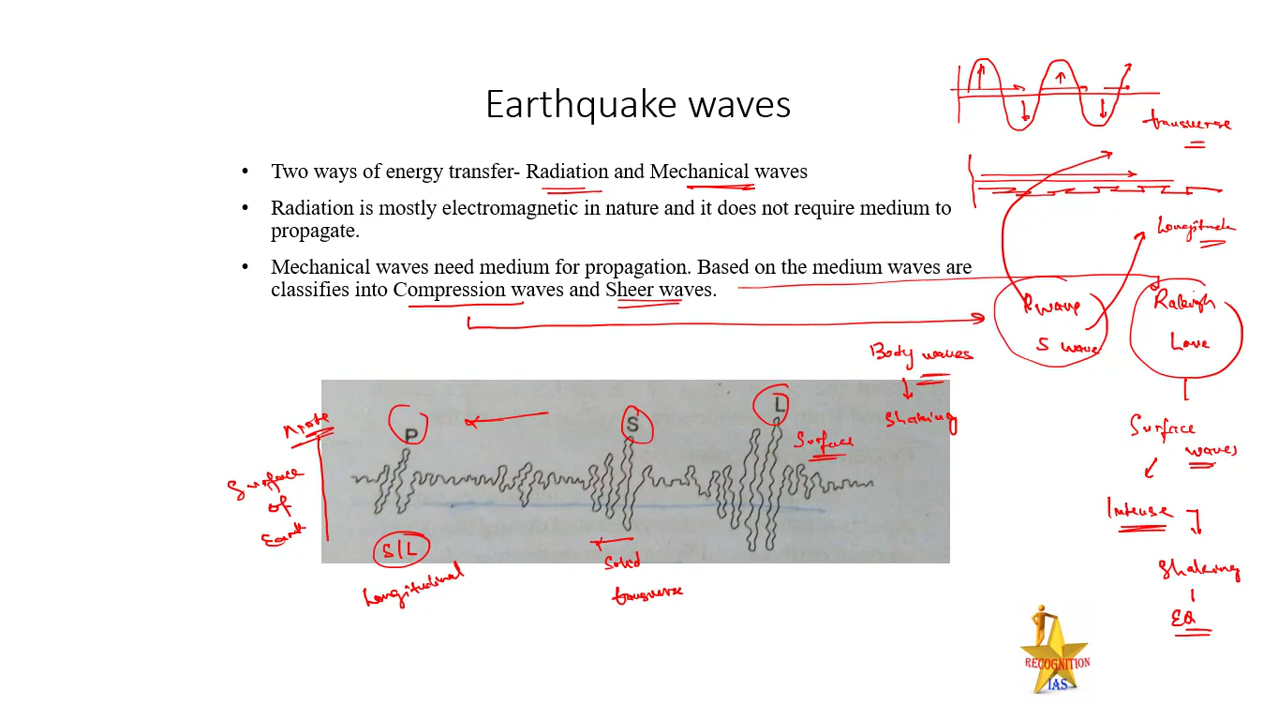 Earthquake waves
• Two ways of energy transfer- Radiation and Mechanical waves
• Radiation is mostly electromagnetic in nature and it does not require medium to
propagate.
• Mechanical waves need medium for propagation. Based on the medium waves are
classifies into Compression waves and Sheer waves.
transverse
Longitude
P wave
S wave
Raleigh
Love
Body waves
Shaking
Surface
waves
Intense
Shaking
EQ
P
S
L
Surface
Surface
of
Earth
S/L
Longitudinal
Solid
transverse
RECOGNITION
IAS